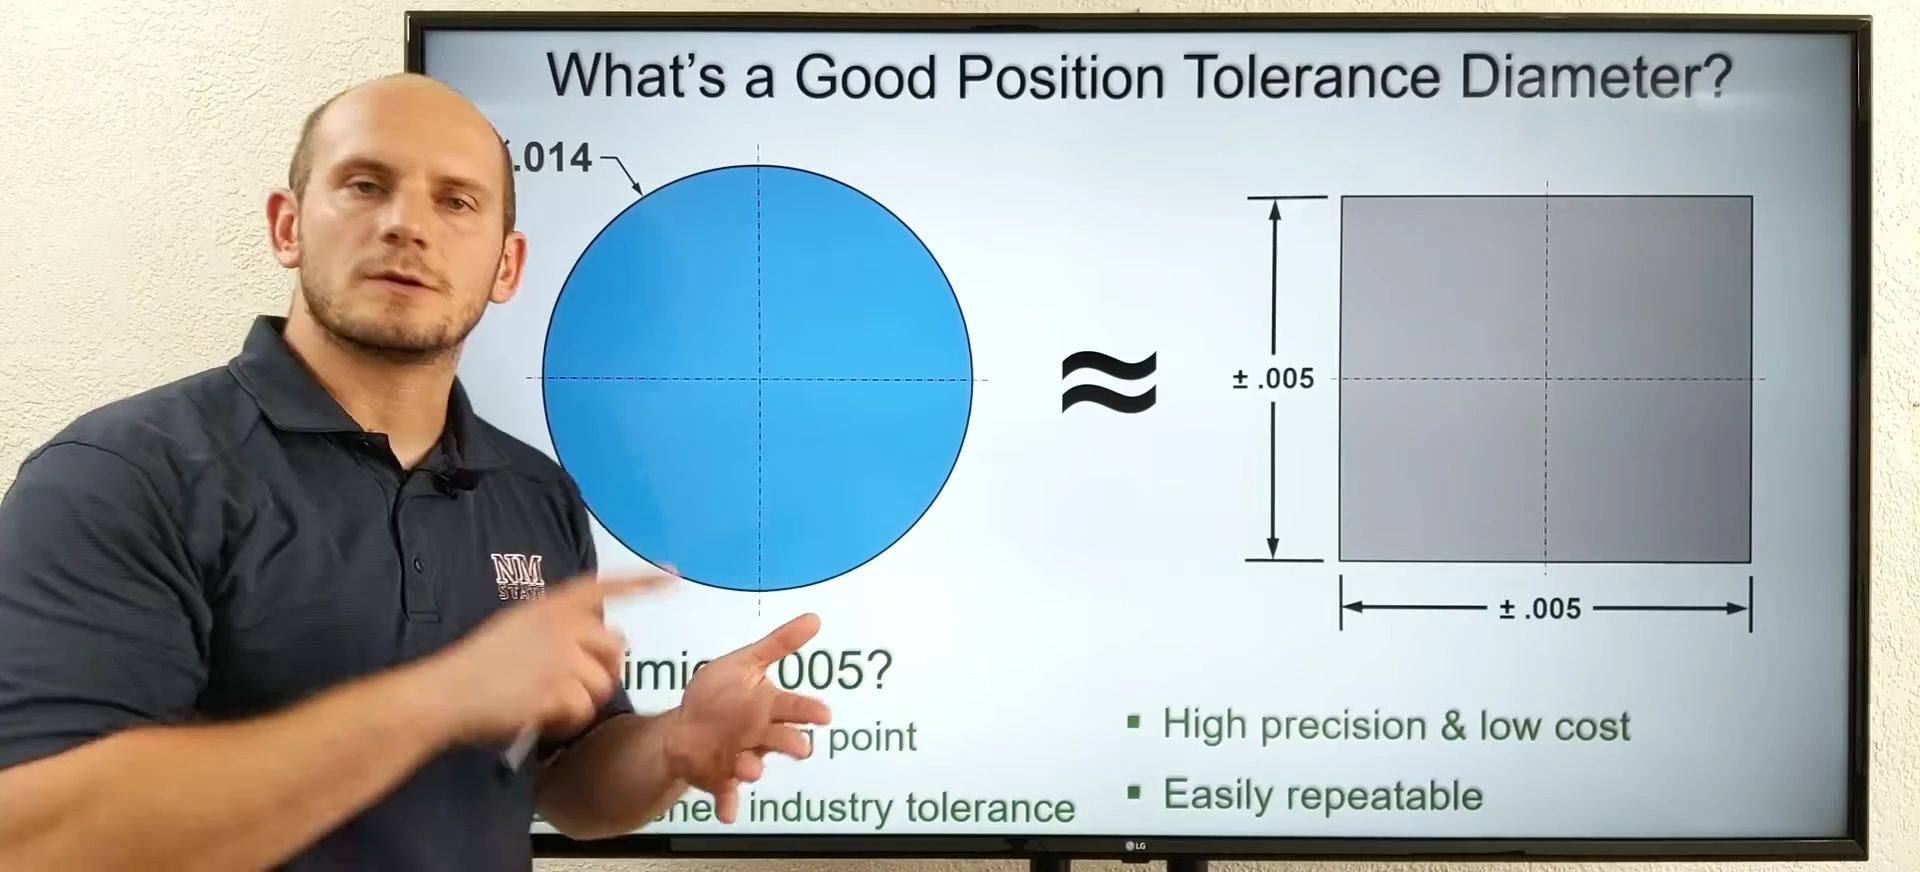 What's a Good Position Tolerance Diameter?
.014
± .005
± .005
005?
point
industry tolerance
▪ High precision & low cost
▪ Easily repeatable
NM
STATE
LG